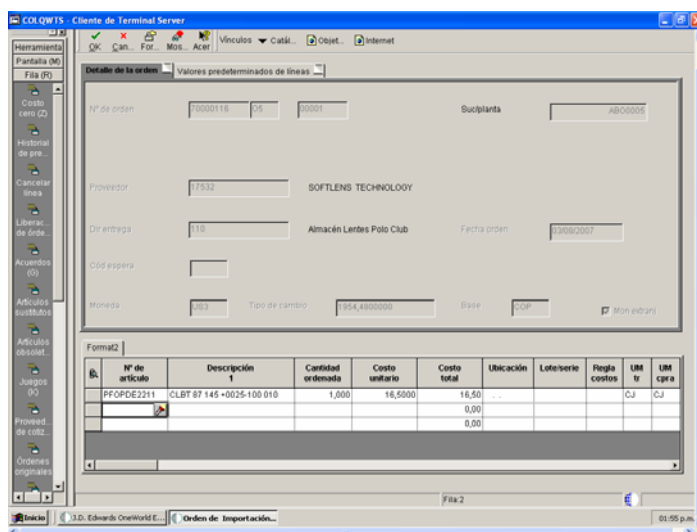 COLQWTS - Cliente de Terminal Server
Herramienta
Pantalla (M)
Fila (R)
OK Can... For... Mos... Acer
Vínculos Catál... Objet... Internet
Detalle de la orden Valores predeterminados de líneas
Costo cero (Z)
Historial de pre...
Cancelar línea
Liberac... de órde...
Acuerdos (G)
Artículos sustitutos
Artículos obsolet...
Juegos (K)
Proveed... de cotiz...
Órdenes originales
Nº de orden 70000116 O5 00001 Suc/planta ABO0005
Proveedor 17532 SOFTLENS TECHNOLOGY
Dir entrega 110 Almacén Lentes Polo Club Fecha orden 03/08/2007
Cód espera
Moneda US3 Tipo de cambio 1954,4800000 Base COP Mon extranj
Format2
Nº de artículo Descripción 1 Cantidad ordenada Costo unitario Costo total Ubicación Lote/serie Regla costos UM tr UM cpra
PFOPDE2211 CLBT 87 145 +0025-100 010 1,000 16,5000 16,50 . . CJ CJ
0,00
0,00
Fila:2
Inicio J.D. Edwards OneWorld E... Orden de Importación... 01:55 p.m.